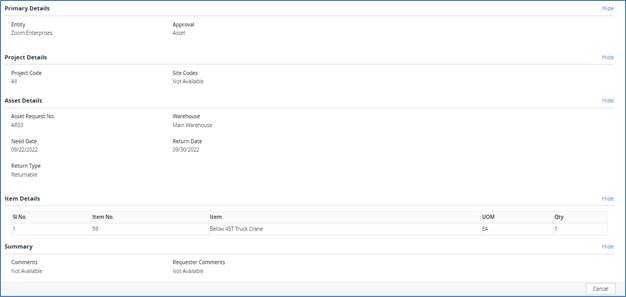 Primary Details Hide
Entity Approval
Zoom Enterprises Asset
Project Details Hide
Project Code Site Codes
All Not Available
Asset Details Hide
Asset Request No. Warehouse
AR33 Main Warehouse
Need Date Return Date
09/22/2022 09/30/2022
Return Type
Returnable
Item Details Hide
Sl No. Item No. Item UOM Qty
1 59 Below 45T Truck Crane EA 1
Summary Hide
Comments Requester Comments
Not Available Not Available
Cancel